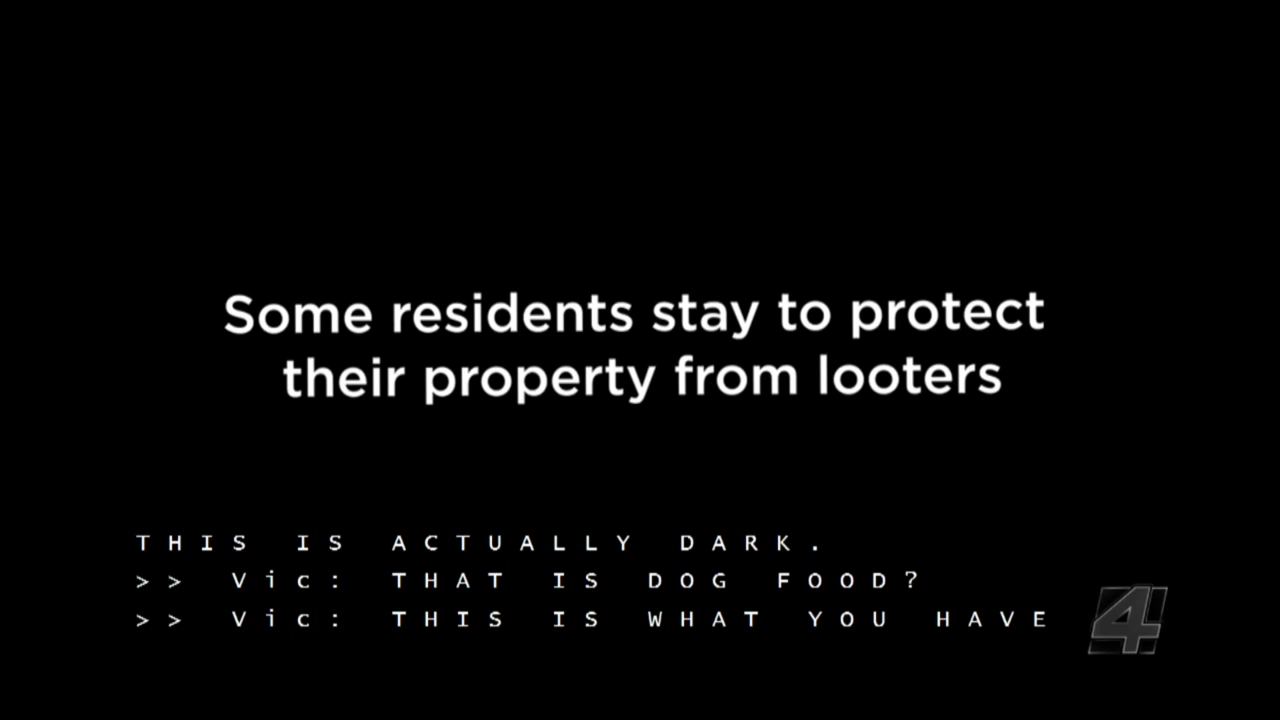 Some residents stay to protect
their property from looters
THIS IS ACTUALLY DARK.
>> Vic: THAT IS DOG FOOD?
>> Vic: THIS IS WHAT YOU HAVE
4